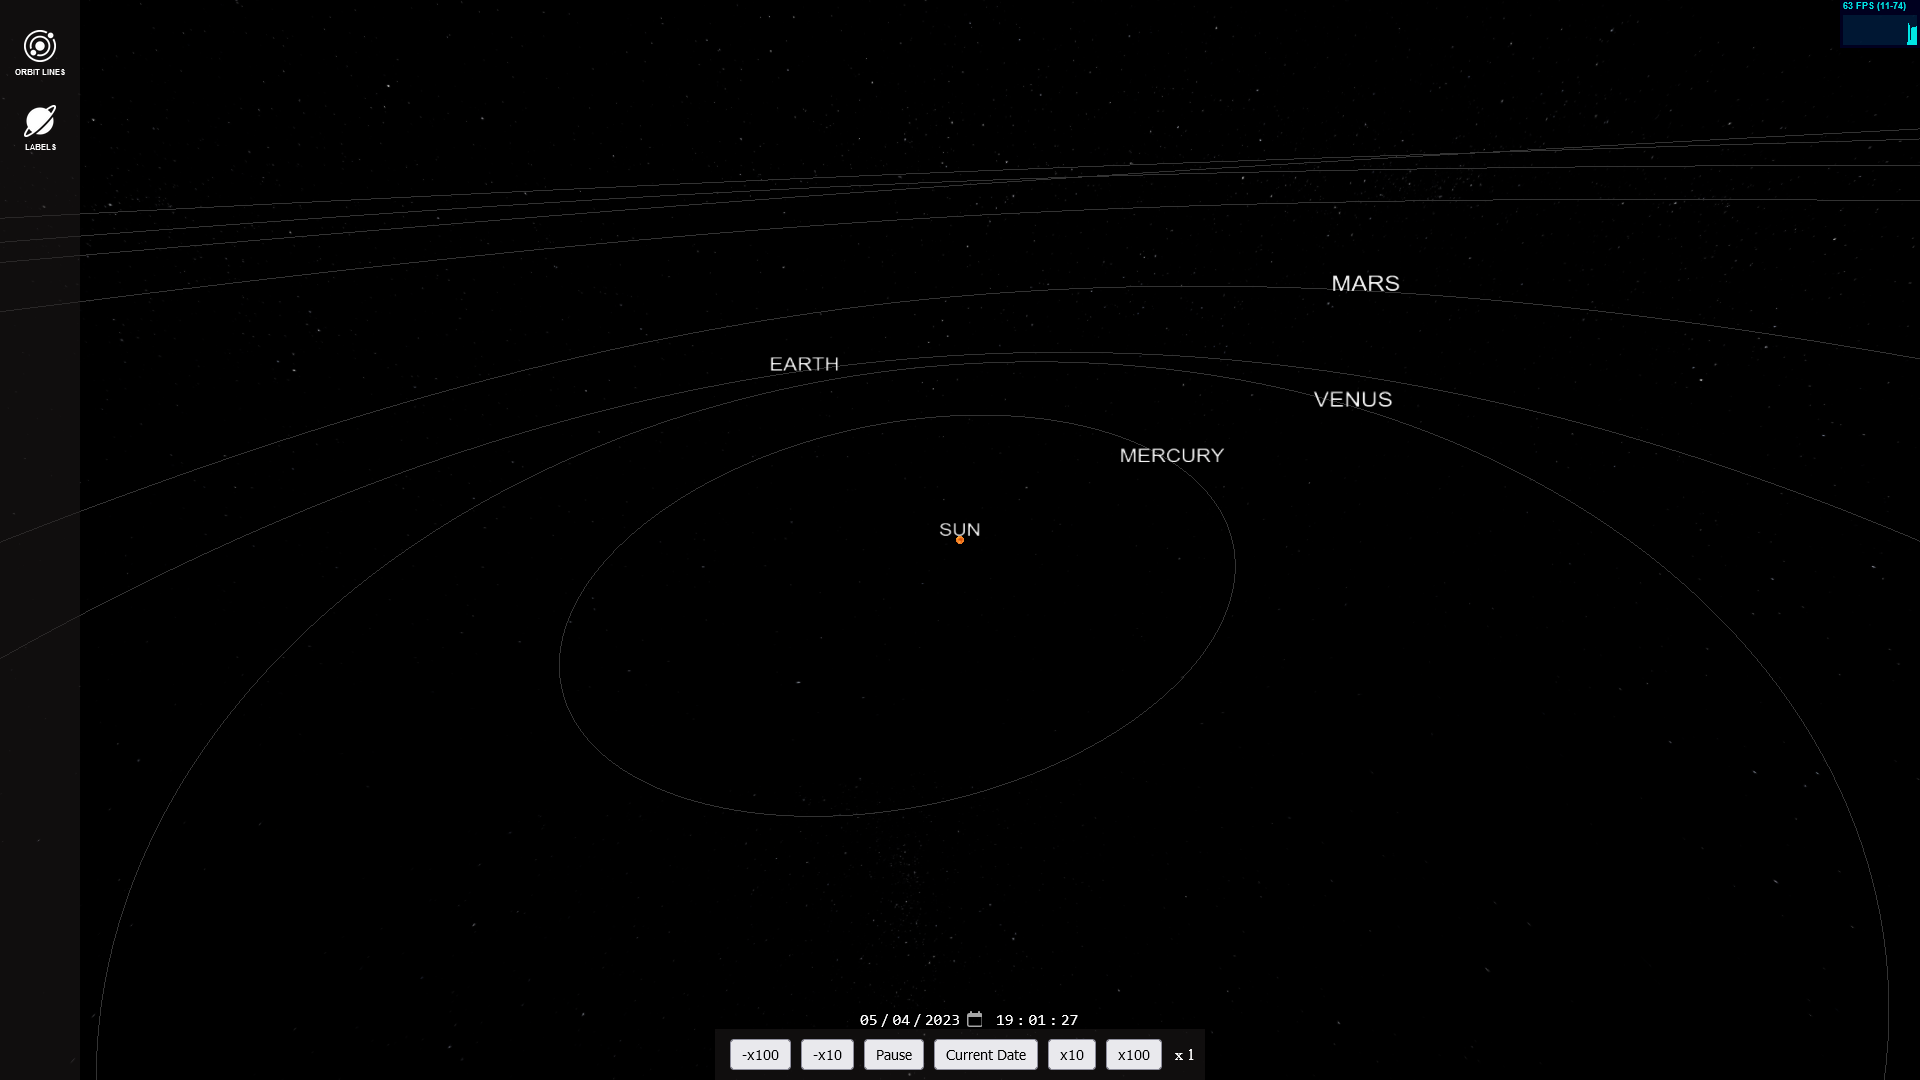 63 FPS (11-74)
ORBIT LINES
LABELS
MARS
EARTH
VENUS
MERCURY
SUN
05/04/2023 19:01:27
-x100 -x10 Pause Current Date x10 x100 x 1